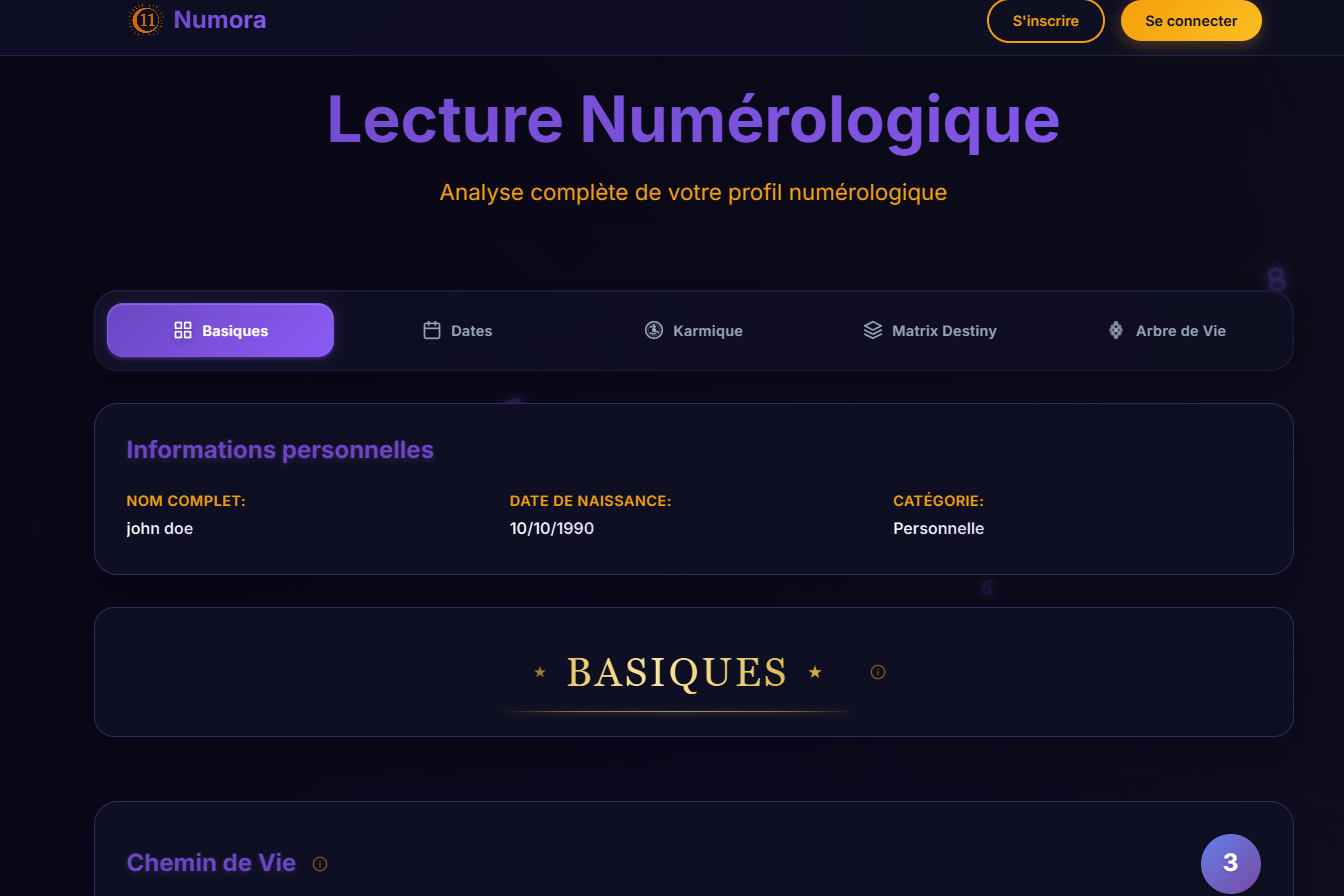 11 Numora
S'inscrire
Se connecter
Lecture Numérologique
Analyse complète de votre profil numérologique
8
Basiques
Dates
Karmique
Matrix Destiny
Arbre de Vie
Informations personnelles
NOM COMPLET:
john doe
DATE DE NAISSANCE:
10/10/1990
CATÉGORIE:
Personnelle
6
★ BASIQUES ★
Chemin de Vie
3